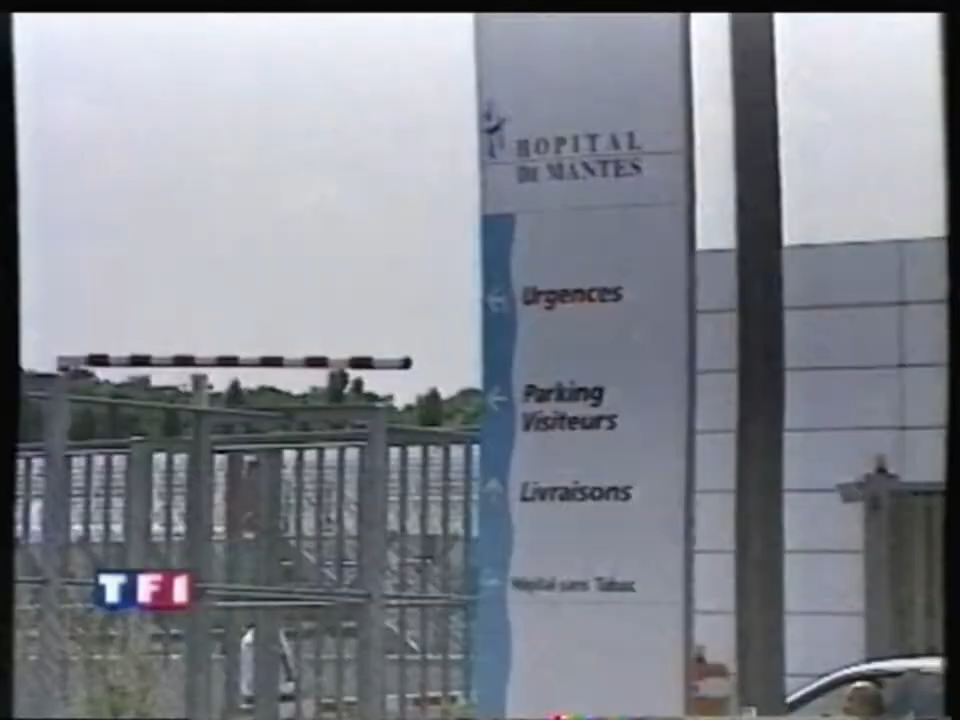 HOPITAL
DE MANTES
Urgences
Parking
Visiteurs
Livraisons
Hôpital sans Tabac
TF1